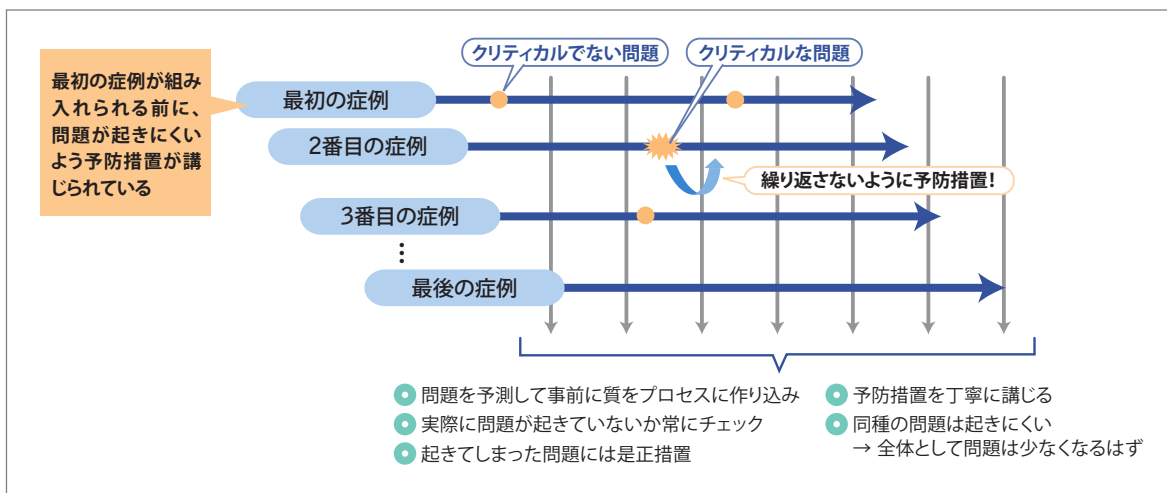 最初の症例が組み
入れられる前に、
問題が起きにくい
よう予防措置が講
じられている
クリティカルでない問題
クリティカルな問題
最初の症例
2番目の症例
繰り返さないように予防措置!
3番目の症例
⋮
最後の症例
問題を予測して事前に質をプロセスに作り込み
実際に問題が起きていないか常にチェック
起きてしまった問題には是正措置
予防措置を丁寧に講じる
同種の問題は起きにくい
→ 全体として問題は少なくなるはず